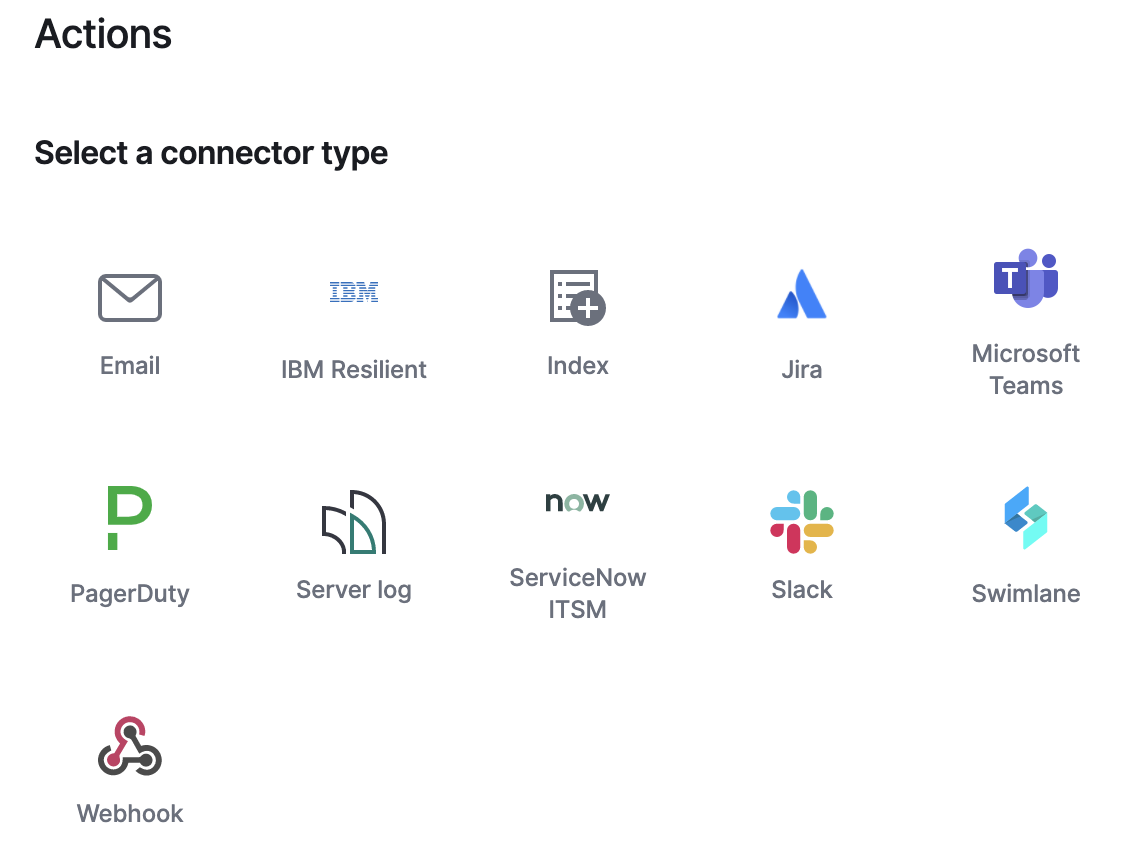 Actions
Select a connector type
IBM
T
Email
IBM Resilient
Index
Jira
Microsoft
Teams
P
now
PagerDuty
Server log
ServiceNow
ITSM
Slack
Swimlane
Webhook